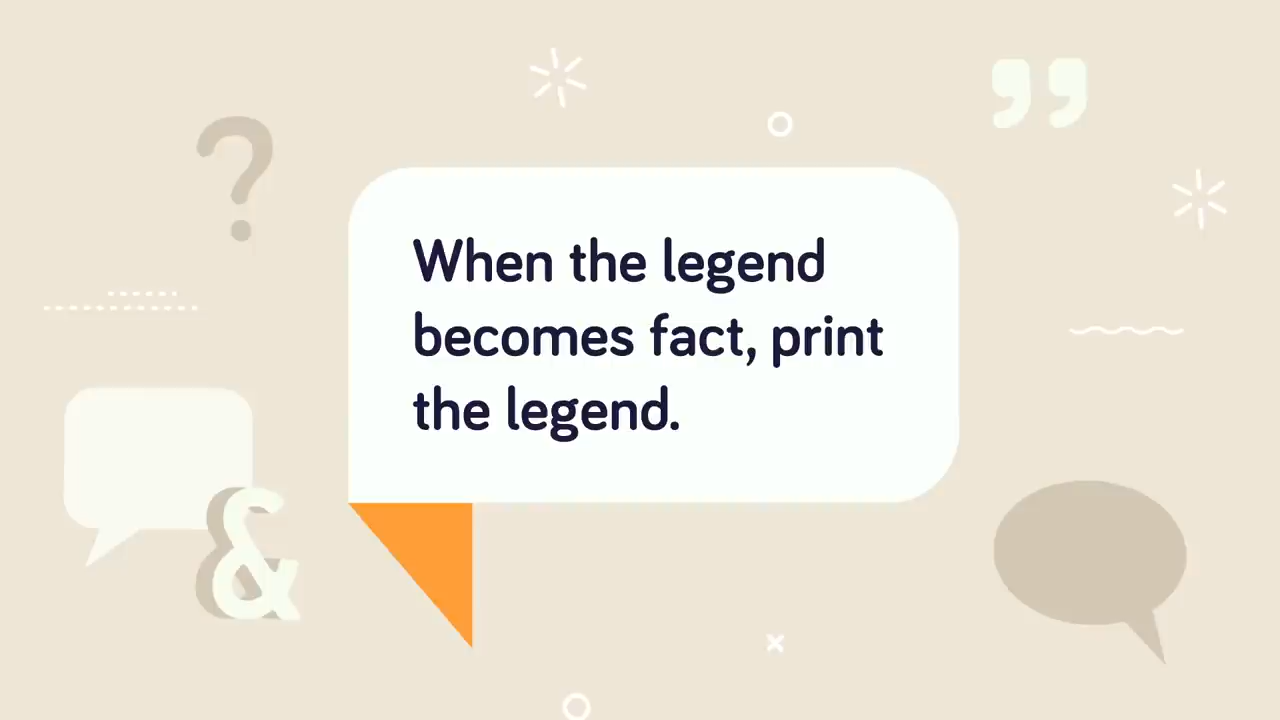 ?
”
When the legend
becomes fact, print
the legend.
&